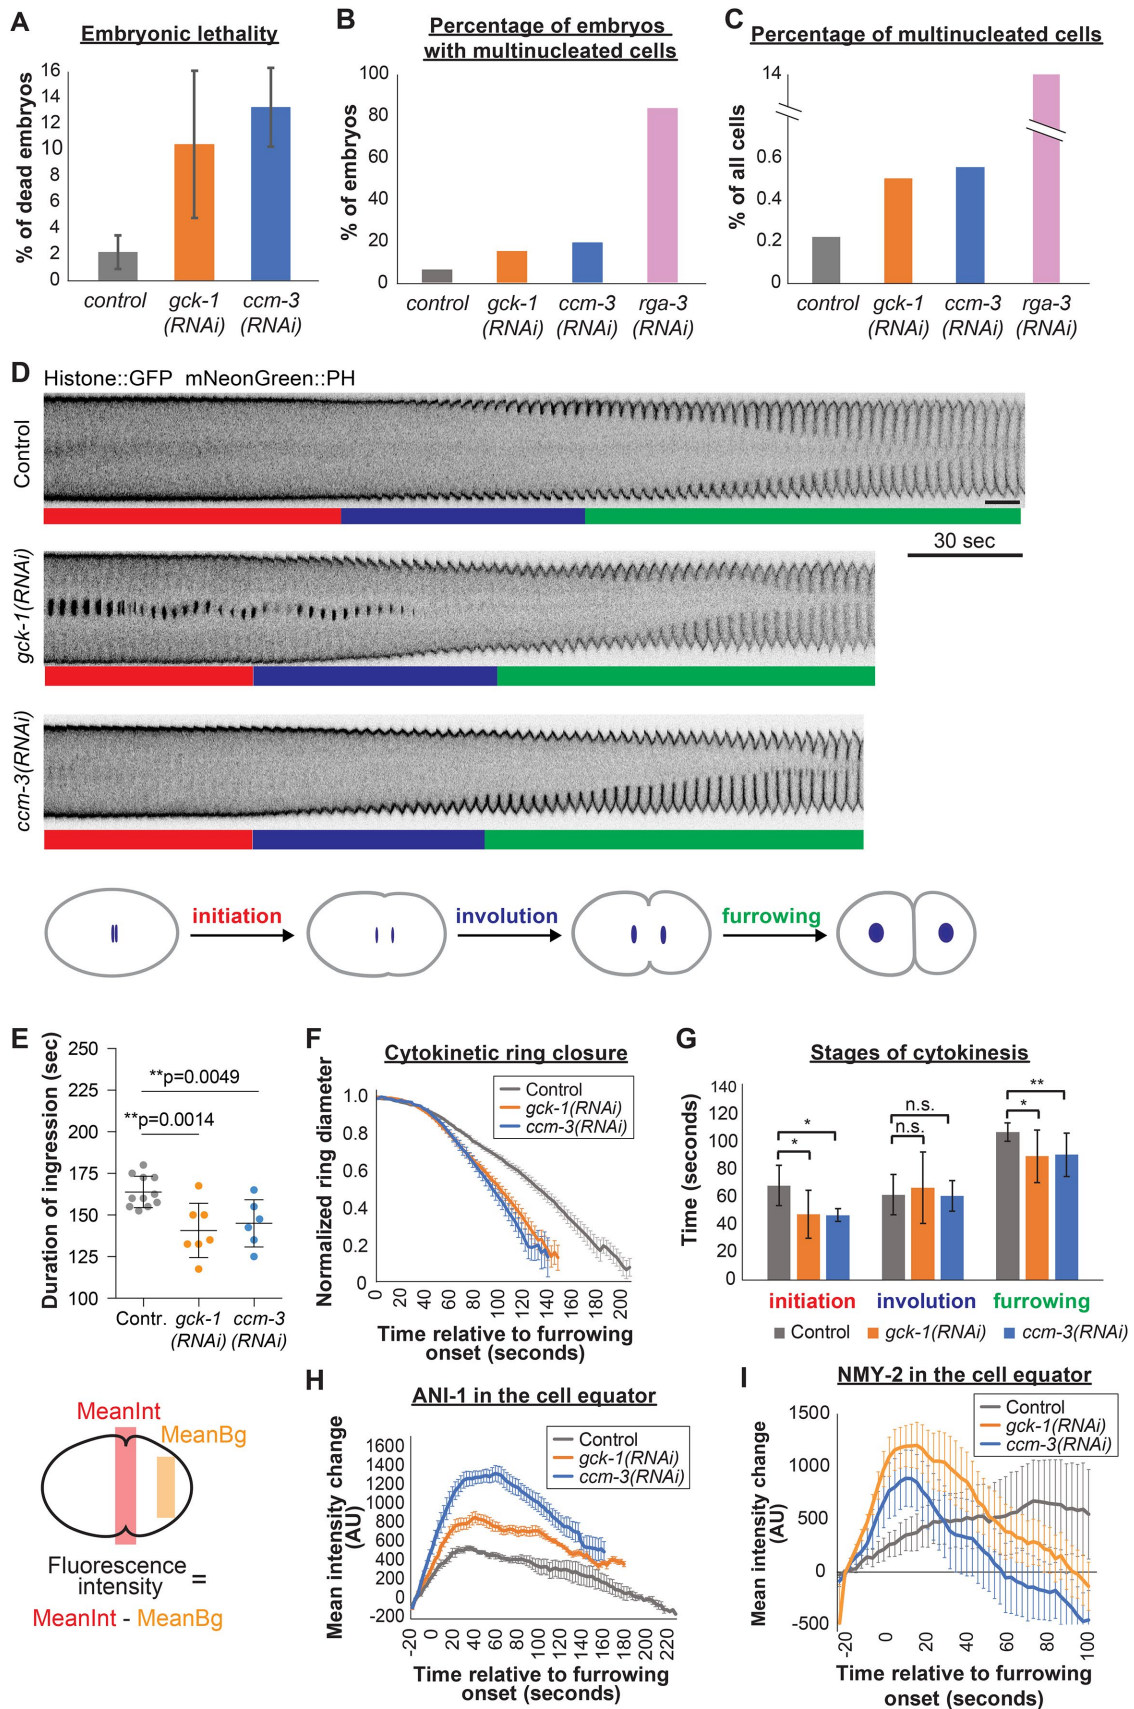 A
Embryonic lethality
% of dead embryos
16
14
12
10
8
6
4
2
0
control
gck-1
(RNAi)
ccm-3
(RNAi)
B
Percentage of embryos
with multinucleated cells
% of embryos
100
80
60
40
20
0
control
gck-1
(RNAi)
ccm-3
(RNAi)
rga-3
(RNAi)
C
Percentage of multinucleated cells
% of all cells
14
0.6
0.4
0.2
0
control
gck-1
(RNAi)
ccm-3
(RNAi)
rga-3
(RNAi)
D
Histone::GFP mNeonGreen::PH
Control
30 sec
gck-1(RNAi)
ccm-3(RNAi)
initiation
involution
furrowing
E
Duration of ingression (sec)
250
225
200
175
150
125
100
**p=0.0049
**p=0.0014
Contr.
gck-1
(RNAi)
ccm-3
(RNAi)
F
Cytokinetic ring closure
Control
gck-1(RNAi)
ccm-3(RNAi)
Normalized ring diameter
1.0
0.8
0.6
0.4
0.2
0
0 20 40 60 80 100 120 140 160 180 200
Time relative to furrowing
onset (seconds)
G
Stages of cytokinesis
Time (seconds)
140
120
100
80
60
40
20
0
*
*
n.s.
n.s.
**
*
initiation
involution
furrowing
Control
gck-1(RNAi)
ccm-3(RNAi)
MeanInt
MeanBg
Fluorescence
intensity =
MeanInt - MeanBg
H
ANI-1 in the cell equator
Control
gck-1(RNAi)
ccm-3(RNAi)
Mean intensity change
(AU)
1600
1400
1200
1000
800
600
400
200
0
-200
-20 0 20 40 60 80 100 120 140 160 180 200 220
Time relative to furrowing
onset (seconds)
I
NMY-2 in the cell equator
Control
gck-1(RNAi)
ccm-3(RNAi)
Mean intensity change
(AU)
1500
1000
500
0
-500
-20 0 20 40 60 80 100
Time relative to furrowing
onset (seconds)